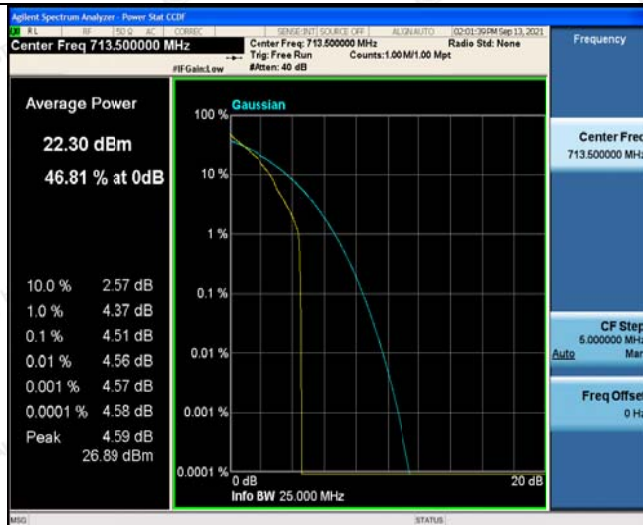 Agilent Spectrum Analyzer - Power Stat CCDF
RL RF 50 Ω AC CORREC SENSE:INT SOURCE OFF ALIGN AUTO 02:01:39 PM Sep 13, 2021
Center Freq 713.500000 MHz
Center Freq: 713.500000 MHz Radio Std: None
Trig: Free Run Counts:1.00 M/1.00 Mpt
#IFGain:Low #Atten: 40 dB
Frequency
Average Power
22.30 dBm
46.81 % at 0dB
10.0 % 2.57 dB
1.0 % 4.37 dB
0.1 % 4.51 dB
0.01 % 4.56 dB
0.001 % 4.57 dB
0.0001 % 4.58 dB
Peak 4.59 dB
26.89 dBm
Gaussian
100 %
10 %
1 %
0.1 %
0.01 %
0.001 %
0.0001 %
0 dB 20 dB
Info BW 25.000 MHz
Center Freq
713.500000 MHz
CF Step
5.000000 MHz
Auto Man
Freq Offset
0 Hz
MSG STATUS